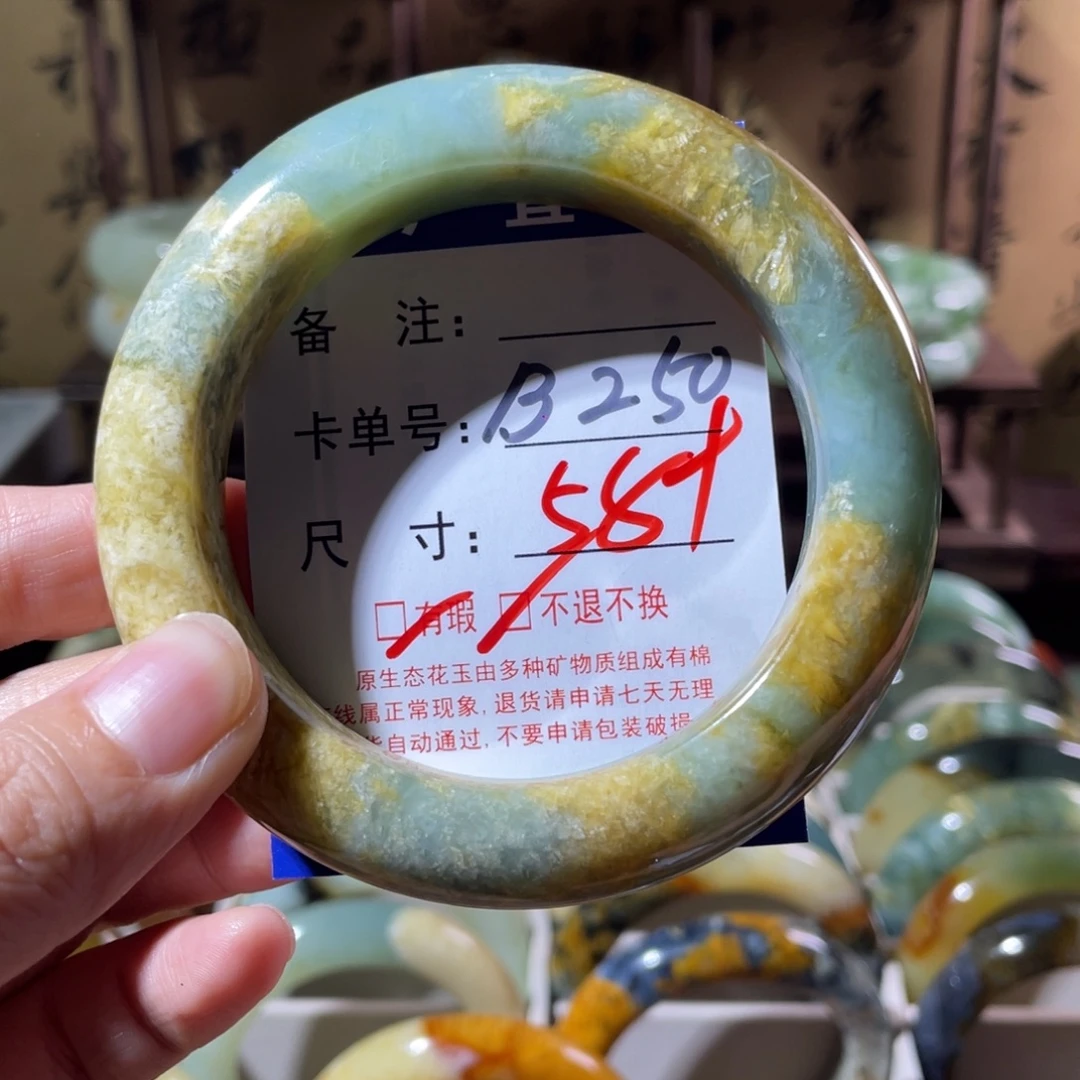 备 注:
卡单号: B250
尺 寸: 58+
□有瑕 □不退不换
原生态花玉由多种矿物质组成有棉
线属正常现象, 退货请申请七天无理
自动通过, 不要申请包装破损